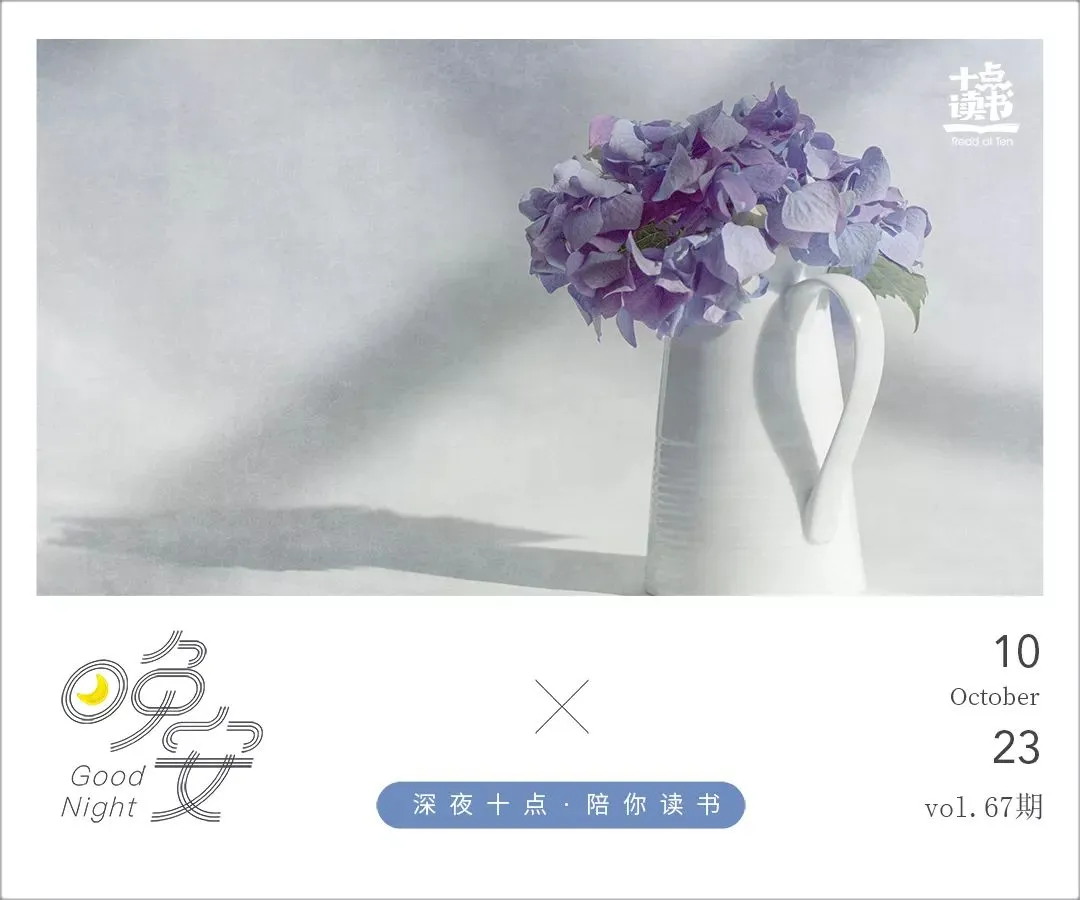 十点
读书
Read at Ten
晚安
Good
Night
深夜十点·陪你读书
10
October
23
vol.67期